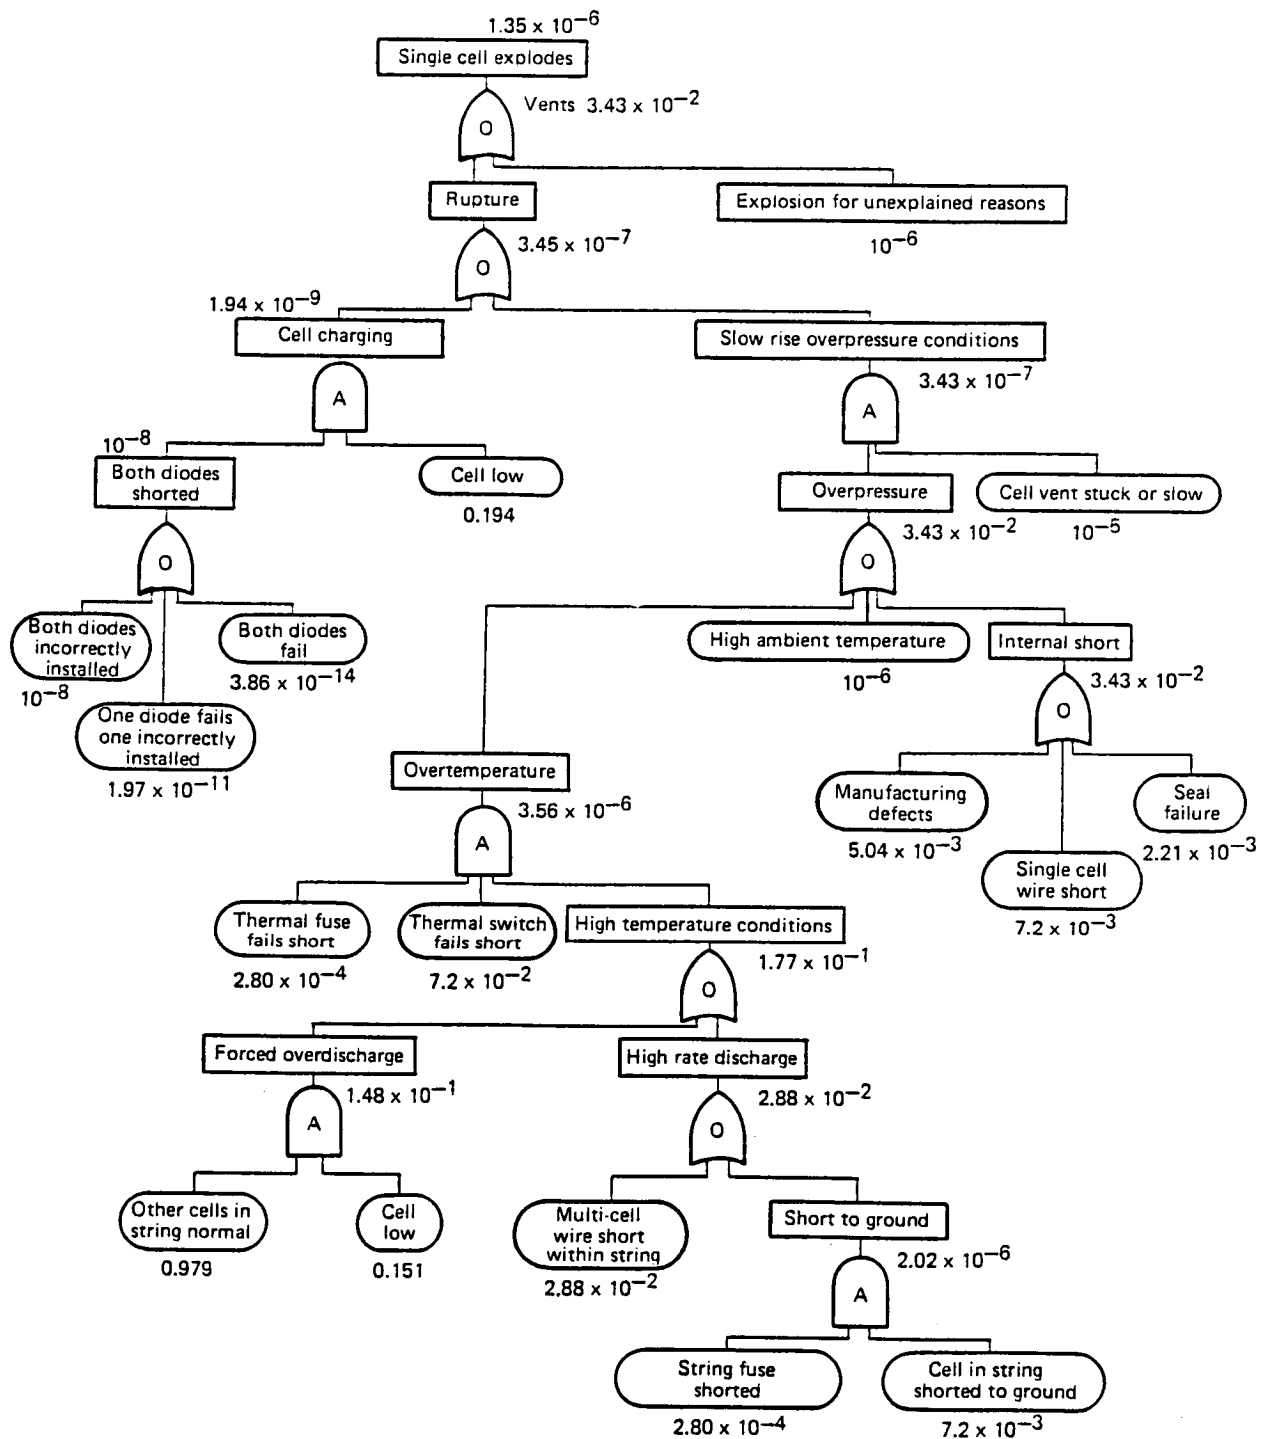 1.35 x 10−6
Single cell explodes
Vents 3.43 x 10−2
O
Rupture
Explosion for unexplained reasons
3.45 x 10−7
10−6
O
1.94 x 10−9
Cell charging
Slow rise overpressure conditions
3.43 x 10−7
A
A
10−8
Both diodes
shorted
Cell low
0.194
Overpressure
Cell vent stuck or slow
3.43 x 10−2
10−5
O
O
Both diodes
incorrectly
installed
10−8
Both diodes
fail
3.86 x 10−14
One diode fails
one incorrectly
installed
1.97 x 10−11
High ambient temperature
10−6
Internal short
3.43 x 10−2
O
Overtemperature
3.56 x 10−6
A
Manufacturing
defects
5.04 x 10−3
Seal
failure
2.21 x 10−3
Single cell
wire short
7.2 x 10−3
Thermal fuse
fails short
2.80 x 10−4
Thermal switch
fails short
7.2 x 10−2
High temperature conditions
1.77 x 10−1
O
Forced overdischarge
1.48 x 10−1
A
High rate discharge
2.88 x 10−2
O
Other cells in
string normal
0.979
Cell
low
0.151
Multi-cell
wire short
within string
2.88 x 10−2
Short to ground
2.02 x 10−6
A
String fuse
shorted
2.80 x 10−4
Cell in string
shorted to ground
7.2 x 10−3